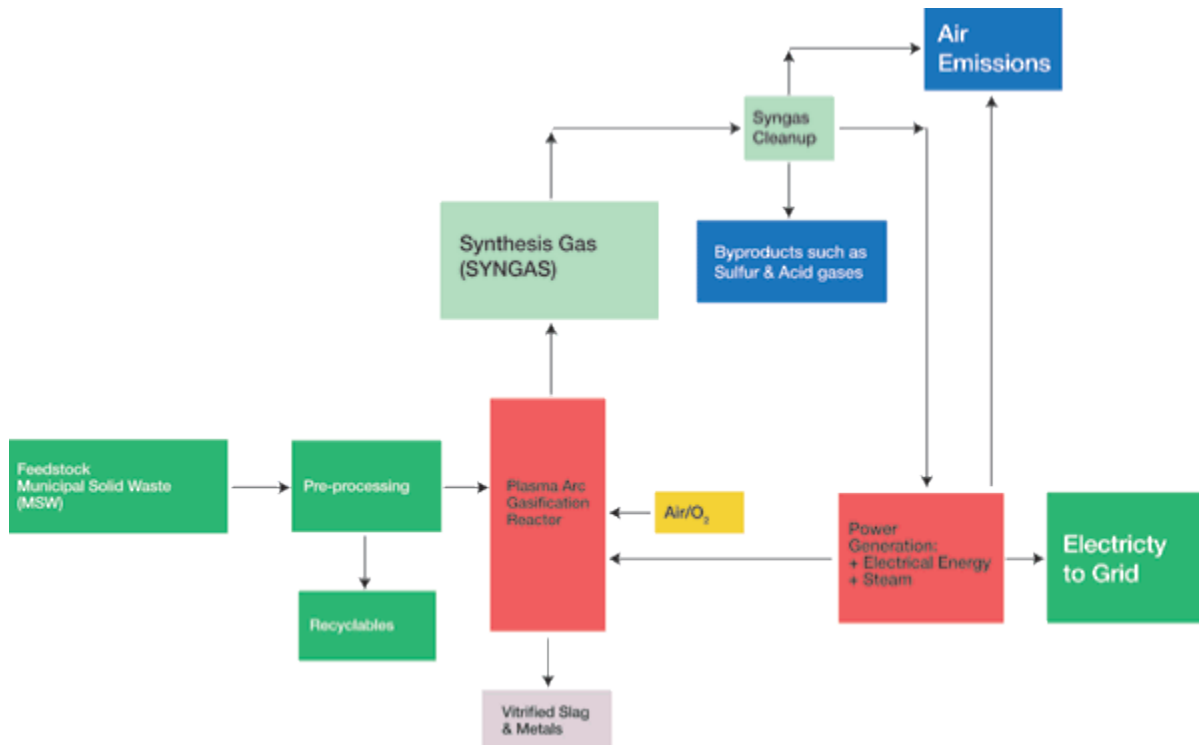 Air
Emissions
Syngas
Cleanup
Synthesis Gas
(SYNGAS)
Byproducts such as
Sulfur & Acid gases
Feedstock
Municipal Solid Waste
(MSW)
Pre-processing
Plasma Arc
Gasification
Reactor
Air/O₂
Power
Generation:
+ Electrical Energy
+ Steam
Electricty
to Grid
Recyclables
Vitrified Slag
& Metals